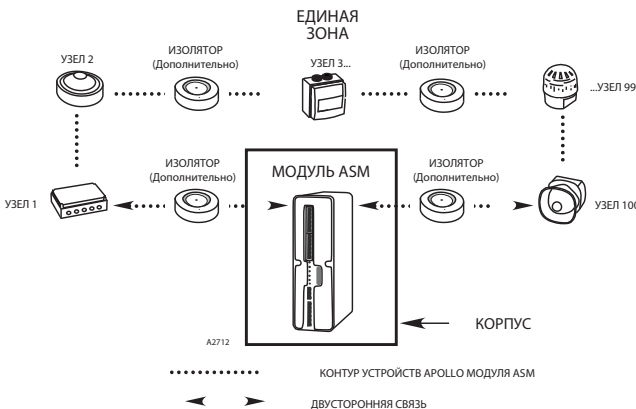 ЕДИНАЯ
ЗОНА
УЗЕЛ 2
ИЗОЛЯТОР
(Дополнительно)
УЗЕЛ 3...
ИЗОЛЯТОР
(Дополнительно)
...УЗЕЛ 99
ИЗОЛЯТОР
(Дополнительно)
МОДУЛЬ ASM
ИЗОЛЯТОР
(Дополнительно)
УЗЕЛ 1
УЗЕЛ 100
КОРПУС
A2712
КОНТУР УСТРОЙСТВ APOLLO МОДУЛЯ ASM
ДВУСТОРОННЯЯ СВЯЗЬ